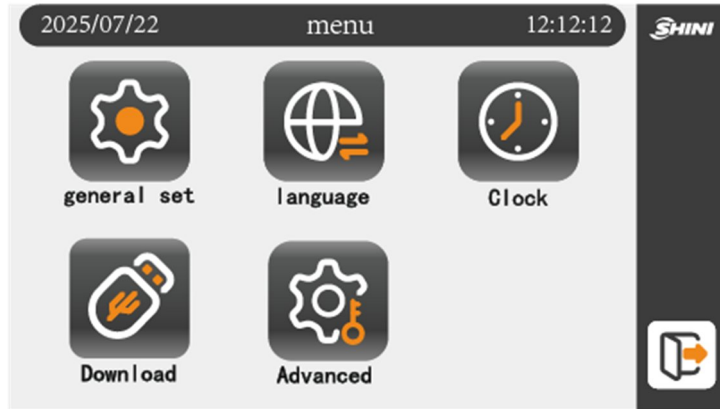 2025/07/22 menu 12:12:12
SHINI
general set language Clock
Download Advanced